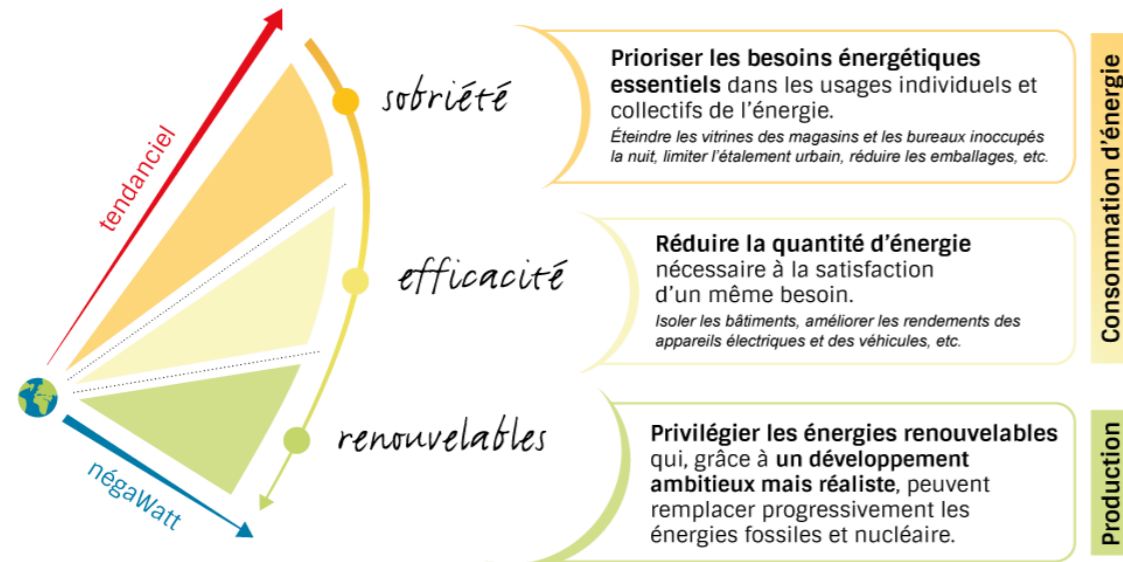 tendanciel
négaWatt
sobriété
Prioriser les besoins énergétiques
essentiels dans les usages individuels et
collectifs de l'énergie.
Éteindre les vitrines des magasins et les bureaux inoccupés
la nuit, limiter l'étalement urbain, réduire les emballages, etc.
efficacité
Réduire la quantité d'énergie
nécessaire à la satisfaction
d'un même besoin.
Isoler les bâtiments, améliorer les rendements des
appareils électriques et des véhicules, etc.
Consommation d'énergie
renouvelables
Privilégier les énergies renouvelables
qui, grâce à un développement
ambitieux mais réaliste, peuvent
remplacer progressivement les
énergies fossiles et nucléaire.
Production